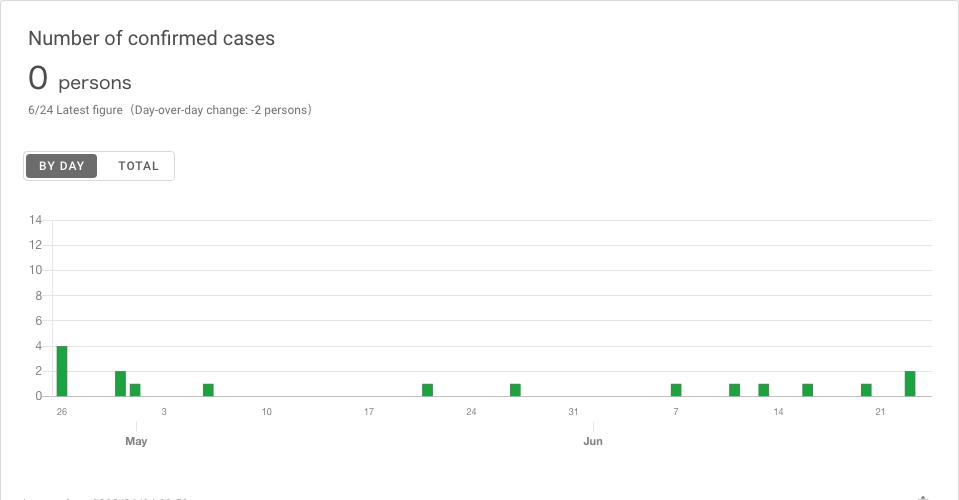 Number of confirmed cases
0 persons
6/24 Latest figure（Day-over-day change: -2 persons）
BY DAY TOTAL
14
12
10
8
6
4
2
0
26 3 10 17 24 31 7 14 21
May Jun